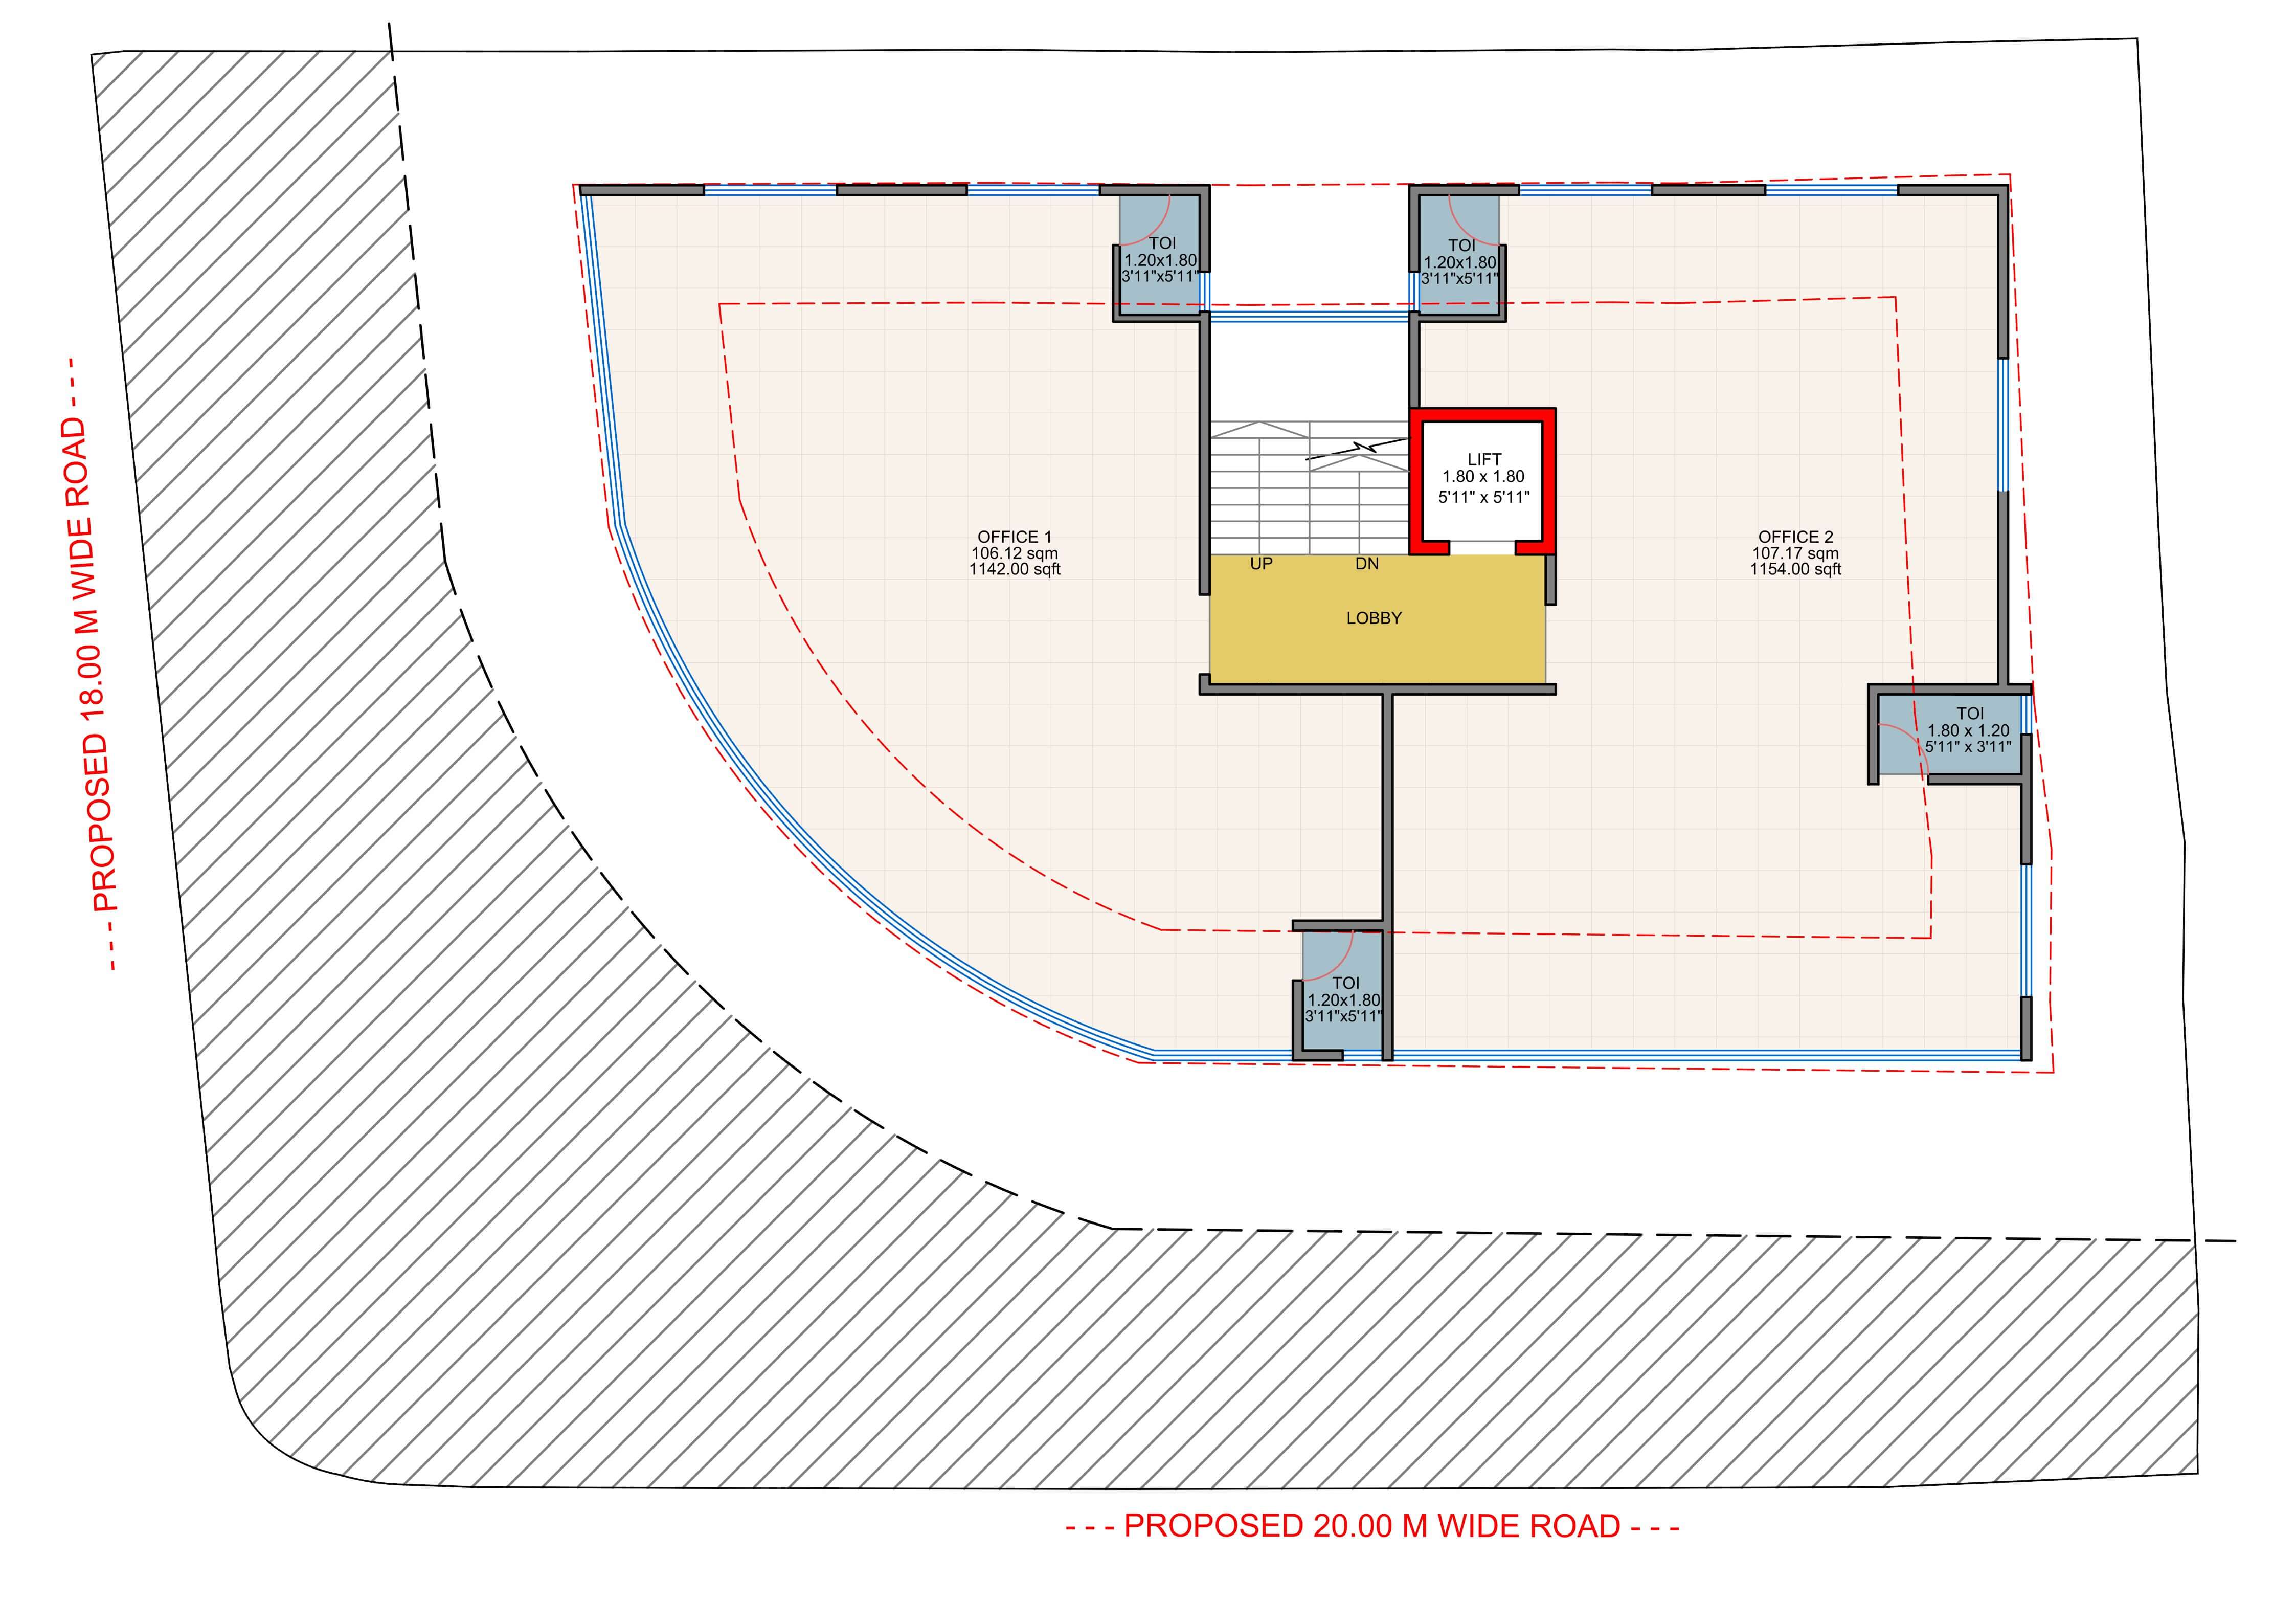 TOI
1.20x1.80
3'11"x5'11"
TOI
1.20x1.80
3'11"x5'11"
LIFT
1.80 x 1.80
5'11" x 5'11"
OFFICE 1
106.12 sqm
1142.00 sqft
OFFICE 2
107.17 sqm
1154.00 sqft
UP
DN
LOBBY
--- PROPOSED 18.00 M WIDE ROAD ---
TOI
1.80 x 1.20
5'11" x 3'11"
TOI
1.20x1.80
3'11"x5'11"
--- PROPOSED 20.00 M WIDE ROAD ---